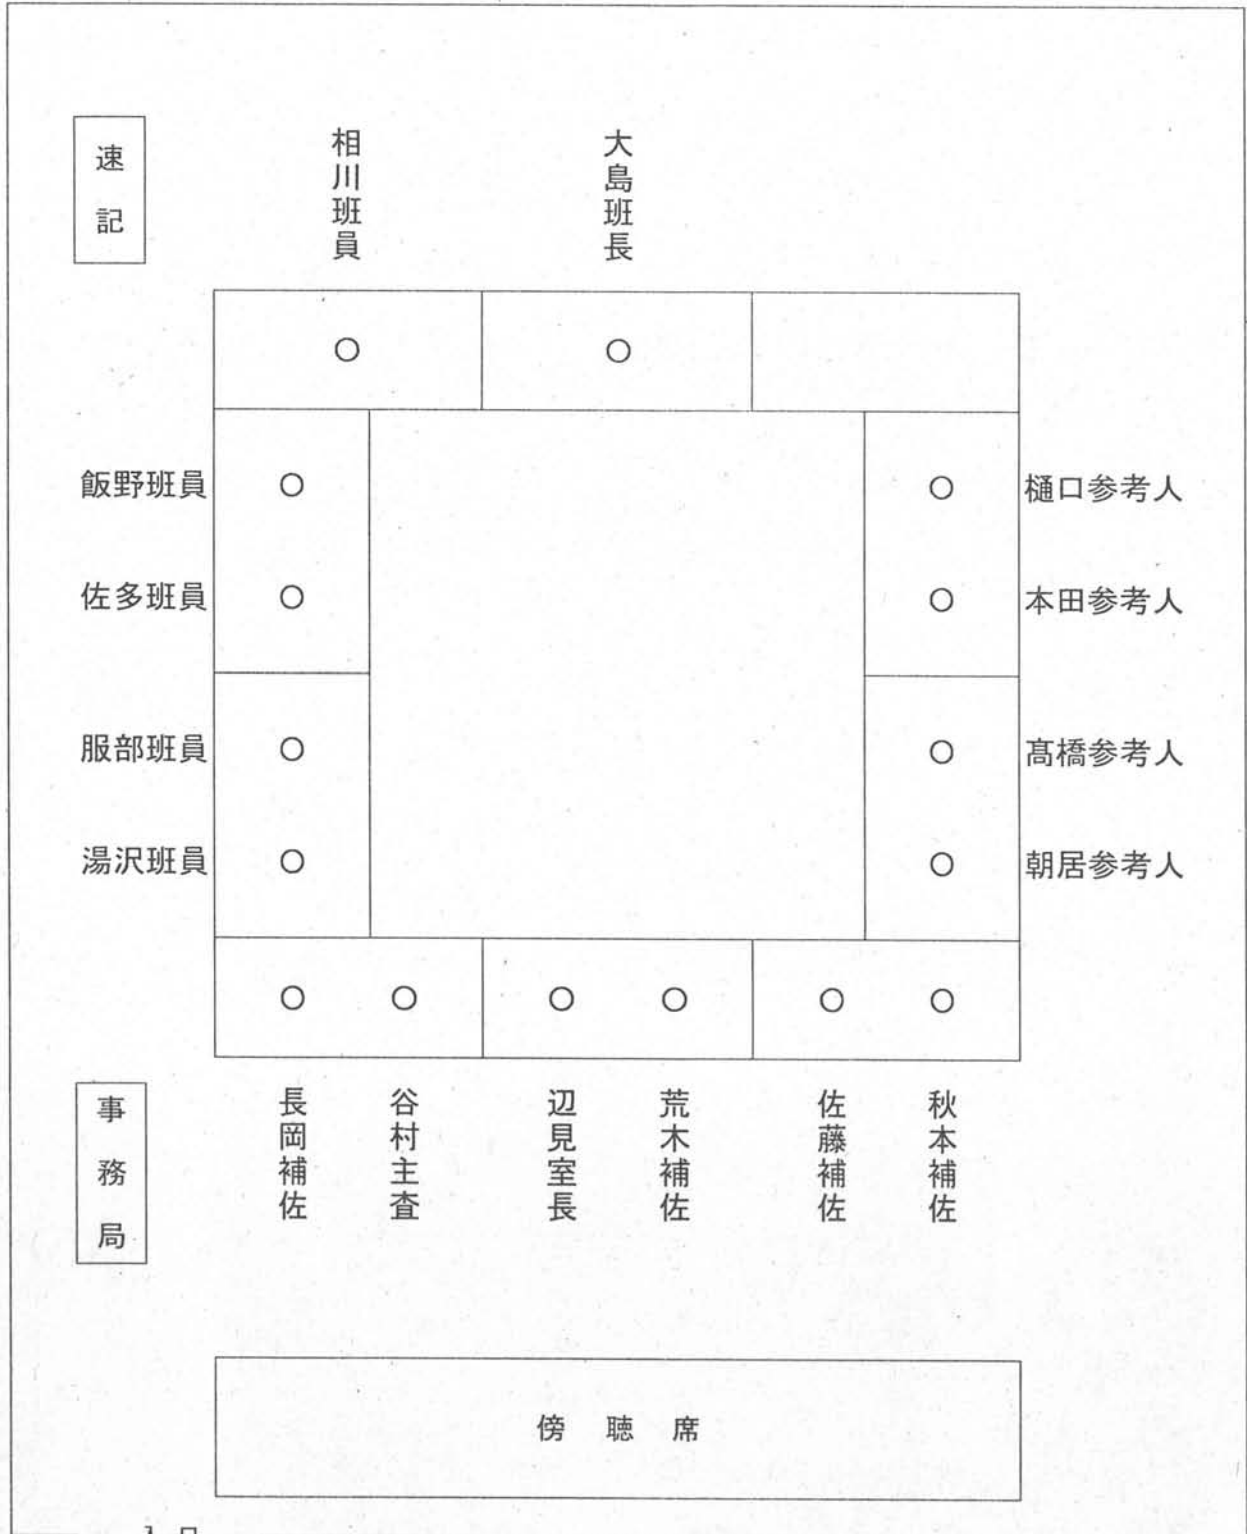 速記
相川班員
大島班長
飯野班員
樋口参考人
佐多班員
本田参考人
服部班員
髙橋参考人
湯沢班員
朝居参考人
事務局
長岡補佐
谷村主査
辺見室長
荒木補佐
佐藤補佐
秋本補佐
傍聴席